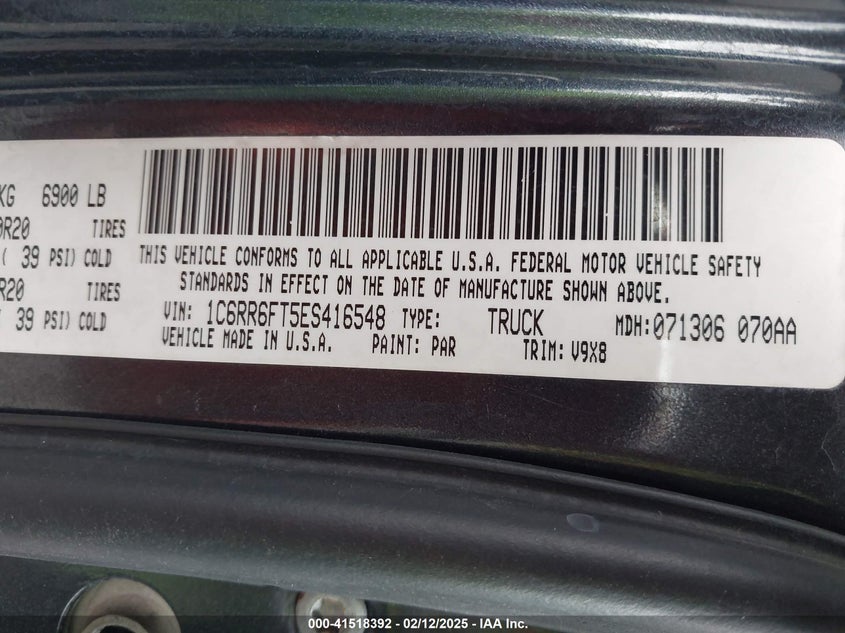 KG 6900 LB
0R20 TIRES
( 39 PSI) COLD
R20 TIRES
39 PSI) COLD
THIS VEHICLE CONFORMS TO ALL APPLICABLE U.S.A. FEDERAL MOTOR VEHICLE SAFETY
STANDARDS IN EFFECT ON THE DATE OF MANUFACTURE SHOWN ABOVE.
VIN: 1C6RR6FT5ES416548 TYPE: TRUCK MDH:071306 070AA
VEHICLE MADE IN U.S.A. PAINT: PAR TRIM: V9X8
000-41518392 - 02/12/2025 - IAA Inc.